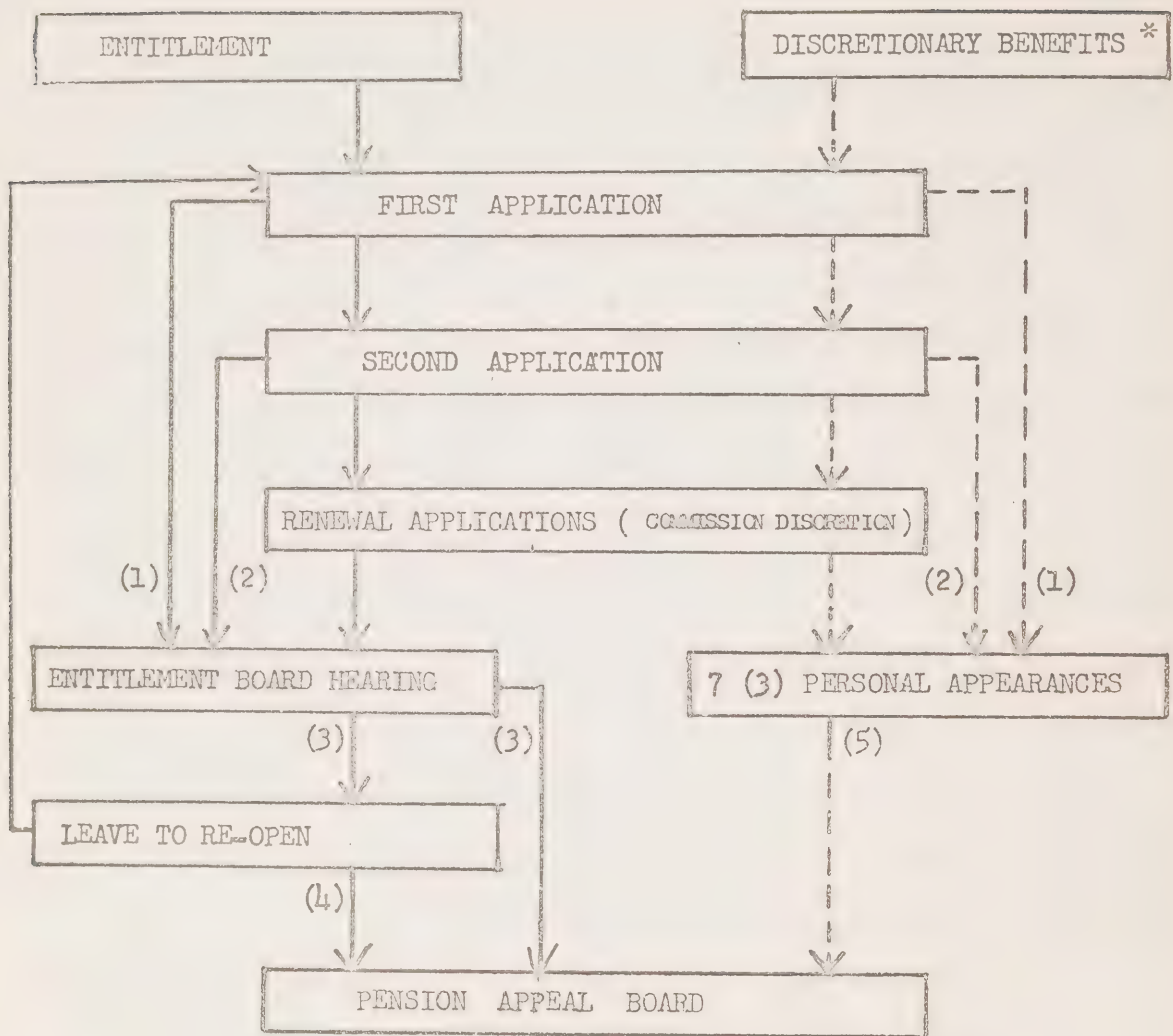 ENTITLEMENT
DISCRETIONARY BENEFITS *
FIRST APPLICATION
SECOND APPLICATION
RENEWAL APPLICATIONS ( COMMISSION DISCRETION )
(1) (2) (2) (1)
ENTITLEMENT BOARD HEARING
7 (3) PERSONAL APPEARANCES
(3) (3) (5)
LEAVE TO RE-OPEN
(4)
PENSION APPEAL BOARD